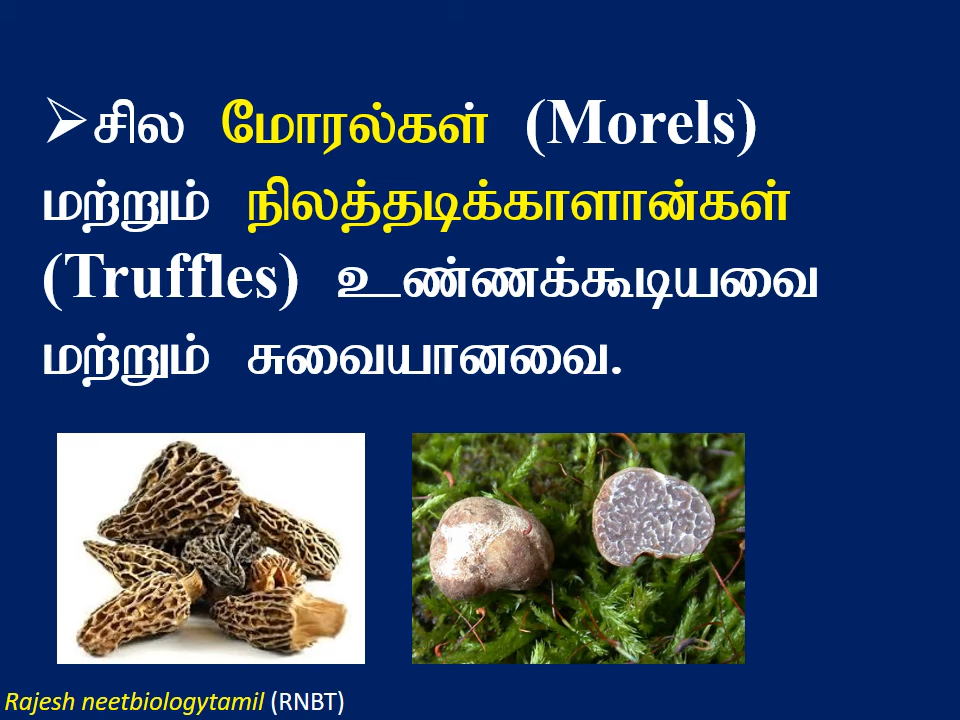 ➢சில மோரல்கள் (Morels)
மற்றும் நிலத்தடிக்காளான்கள்
(Truffles) உண்ணக்கூடியவை
மற்றும் சுவையானவை.
Rajesh neetbiologytamil (RNBT)